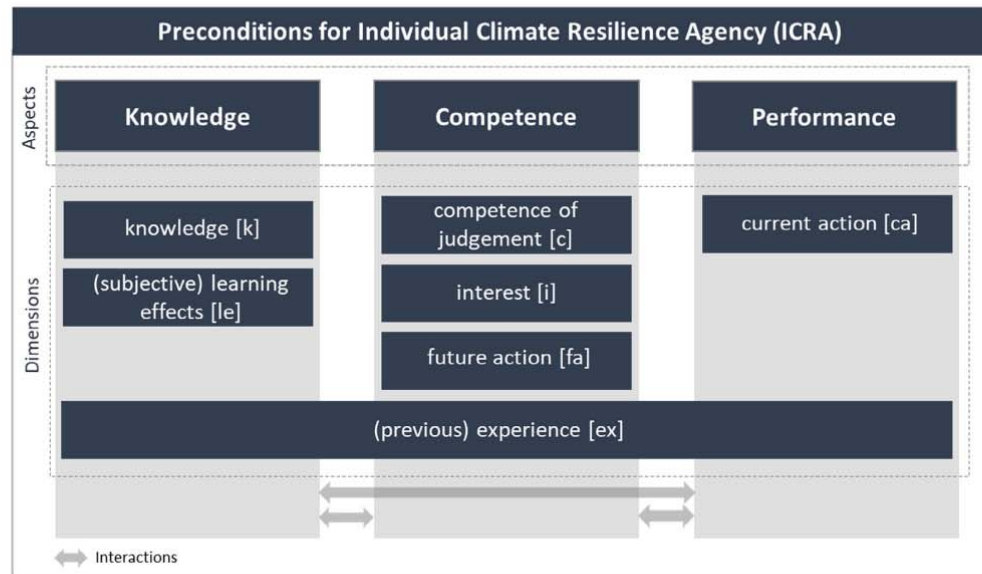 Preconditions for Individual Climate Resilience Agency (ICRA)
Aspects
Knowledge
Competence
Performance
Dimensions
knowledge [k]
(subjective) learning
effects [le]
competence of
judgement [c]
interest [i]
future action [fa]
current action [ca]
(previous) experience [ex]
Interactions